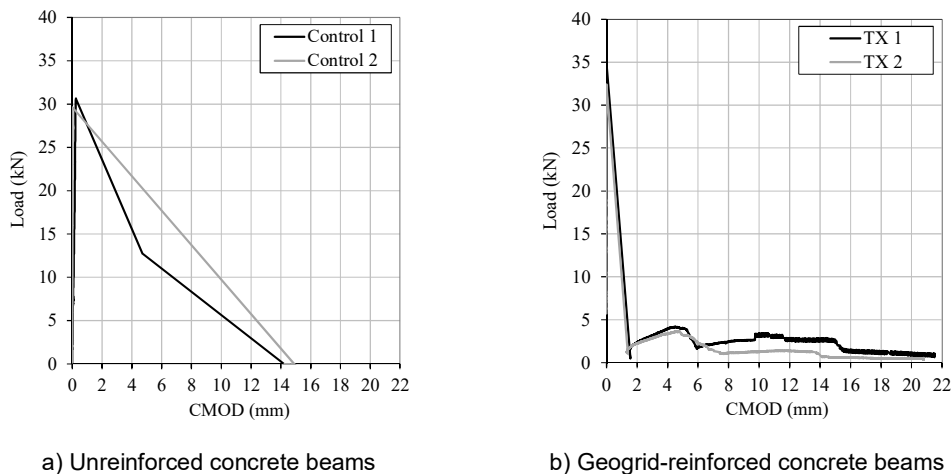 40
35
30
25
20
15
10
5
0
Load (kN)
Control 1
Control 2
0 2 4 6 8 10 12 14 16 18 20 22
CMOD (mm)
a) Unreinforced concrete beams
40
35
30
25
20
15
10
5
0
Load (kN)
TX 1
TX 2
0 2 4 6 8 10 12 14 16 18 20 22
CMOD (mm)
b) Geogrid-reinforced concrete beams